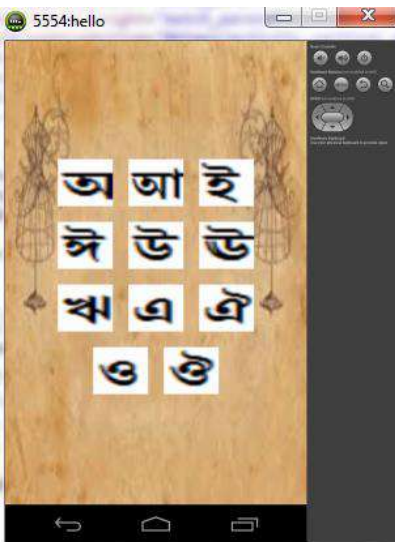 5554:hello
অ আ ই
ঈ উ ঊ
ঋ এ ঐ
ও ঔ